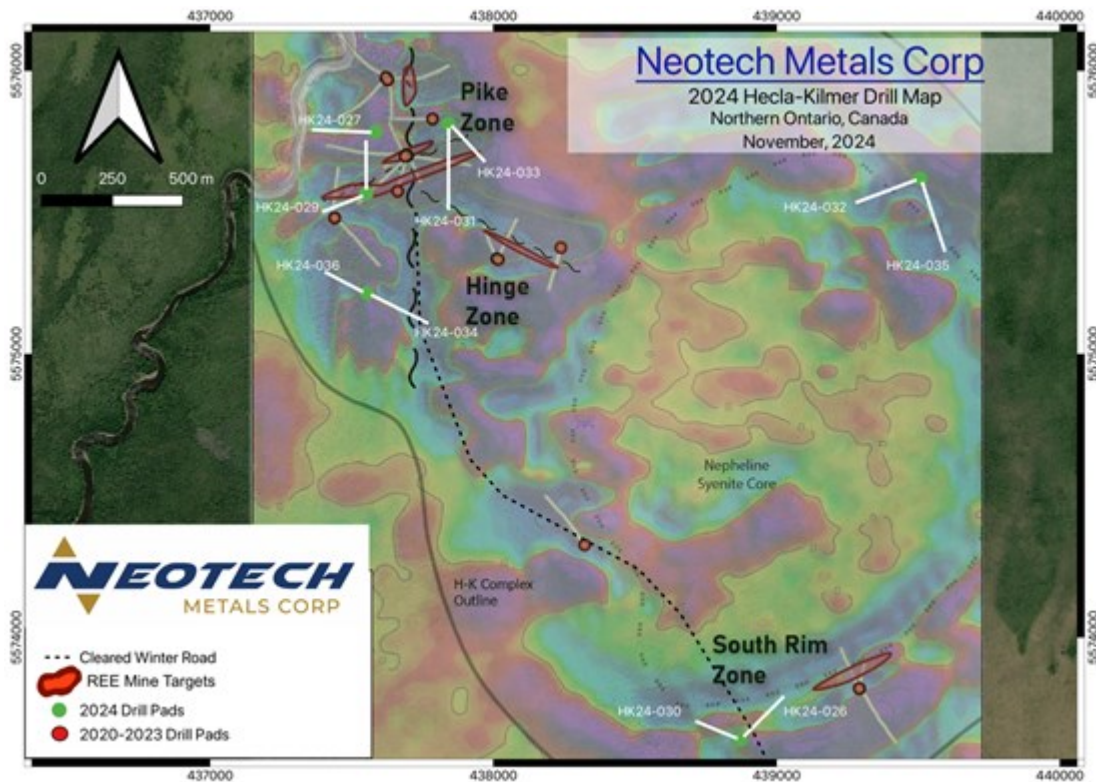 437000
438000
439000
440000
5576000
5576000
Neotech Metals Corp
2024 Hecla-Kilmer Drill Map
Northern Ontario, Canada
November, 2024
Pike
Zone
HK24-027
HK24-033
0 250 500 m
HK24-029
HK24-031
HK24-032
HK24-036
HK24-035
Hinge
Zone
HK24-034
5575000
5575000
Nepheline
Syenite Core
H-K Complex
Outline
NEOTECH
METALS CORP
5574000
5574000
South Rim
Zone
Cleared Winter Road
REE Mine Targets
2024 Drill Pads
2020-2023 Drill Pads
HK24-030
HK24-026
437000
438000
439000
440000